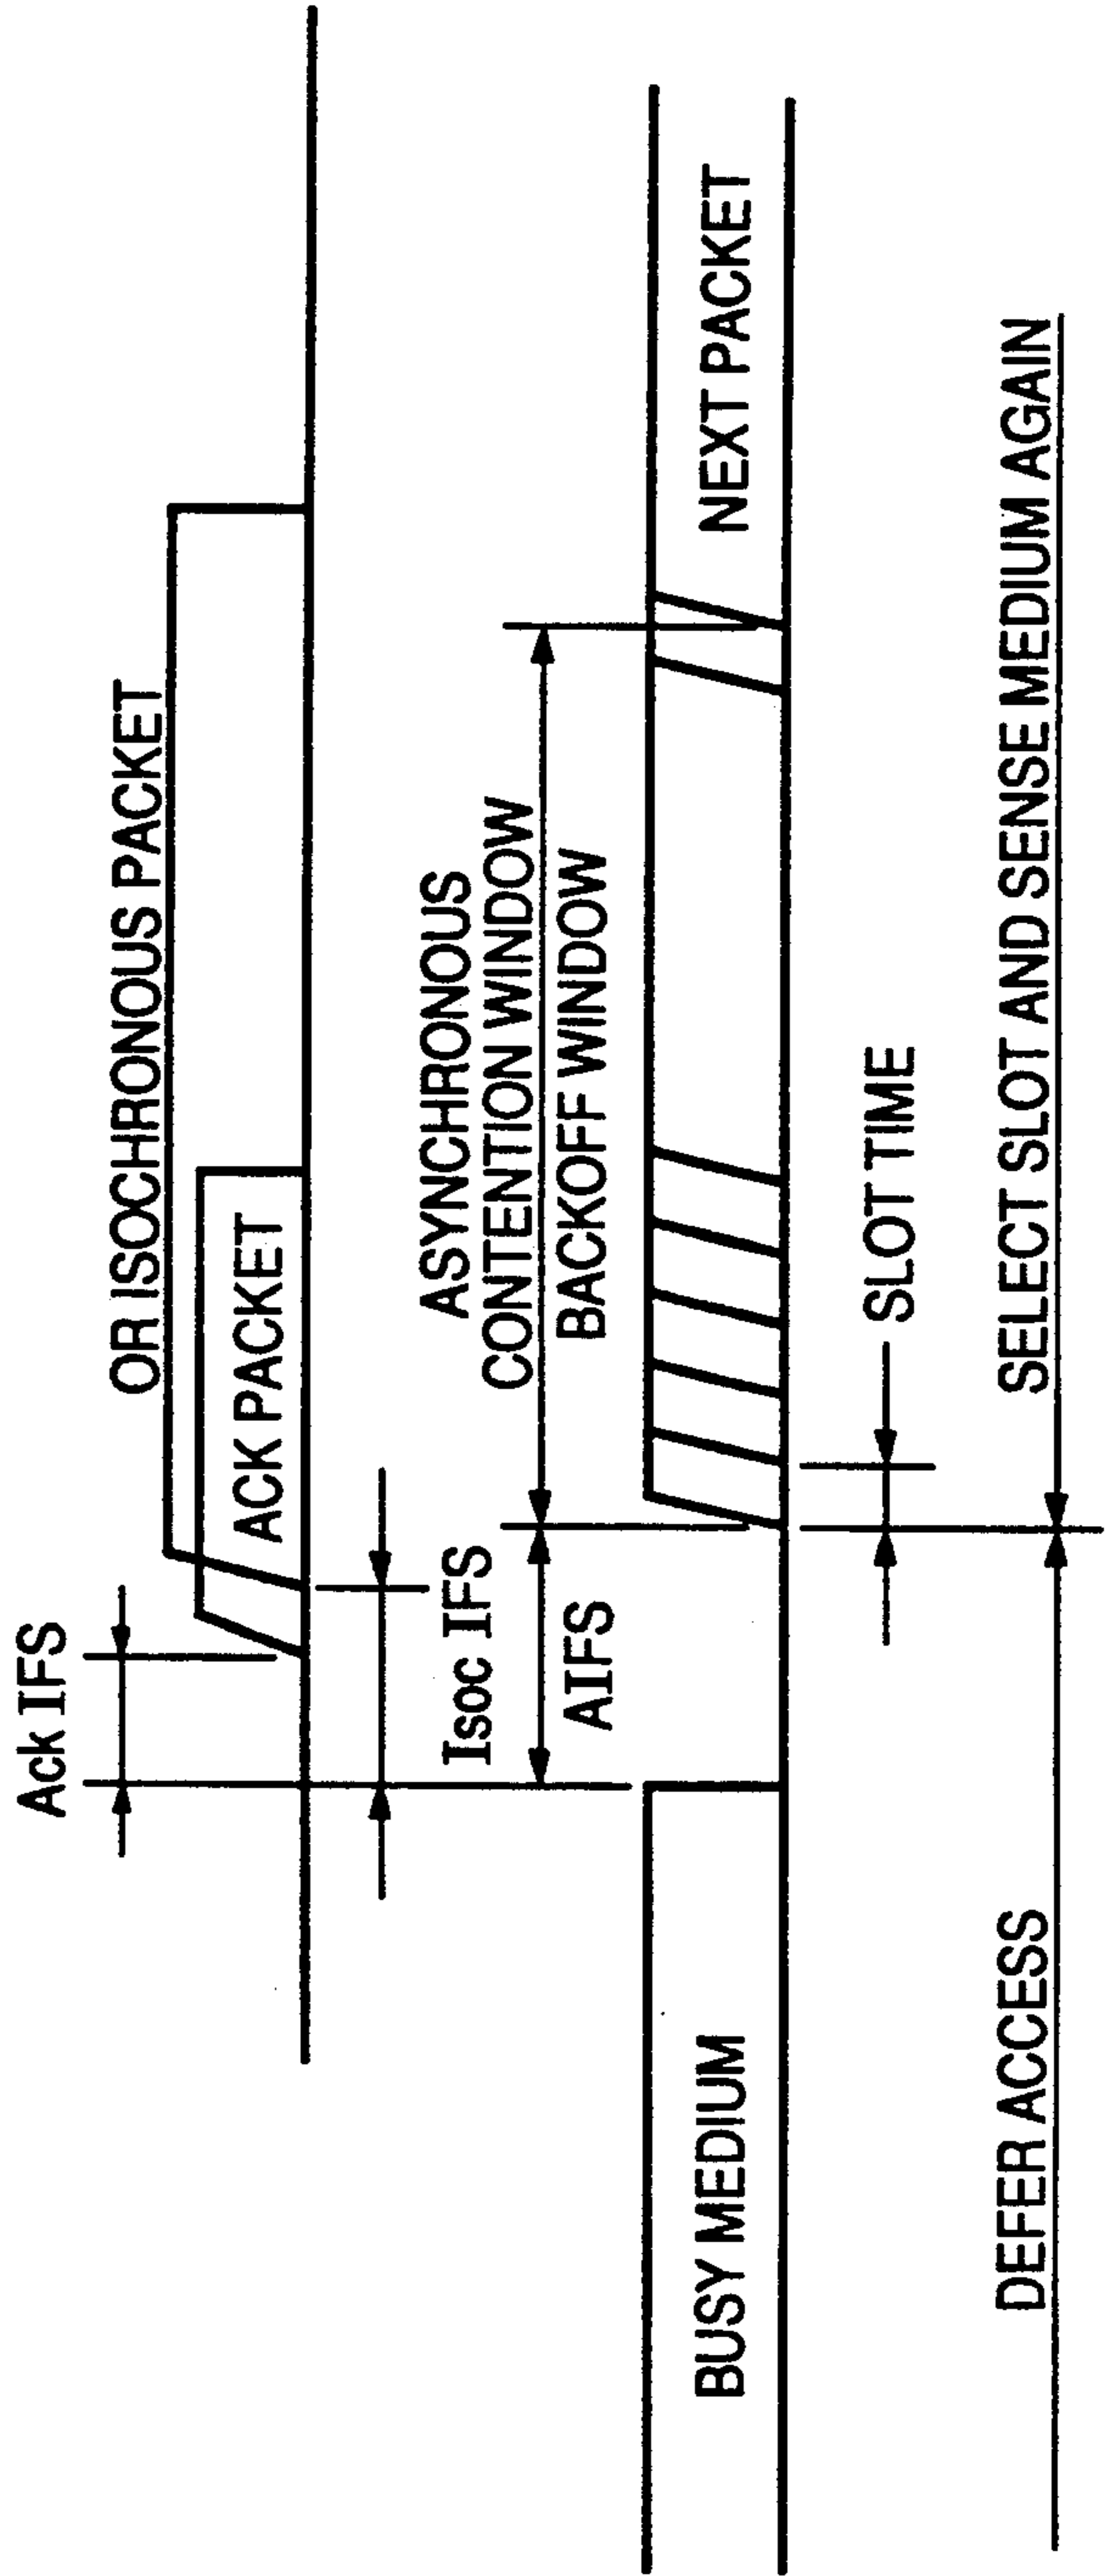 Ack IFS
OR ISOCHRONOUS PACKET
ACK PACKET
Isoc IFS
ASYNCHRONOUS
CONTENTION WINDOW
AIFS
BACKOFF WINDOW
BUSY MEDIUM
NEXT PACKET
SLOT TIME
DEFER ACCESS
SELECT SLOT AND SENSE MEDIUM AGAIN